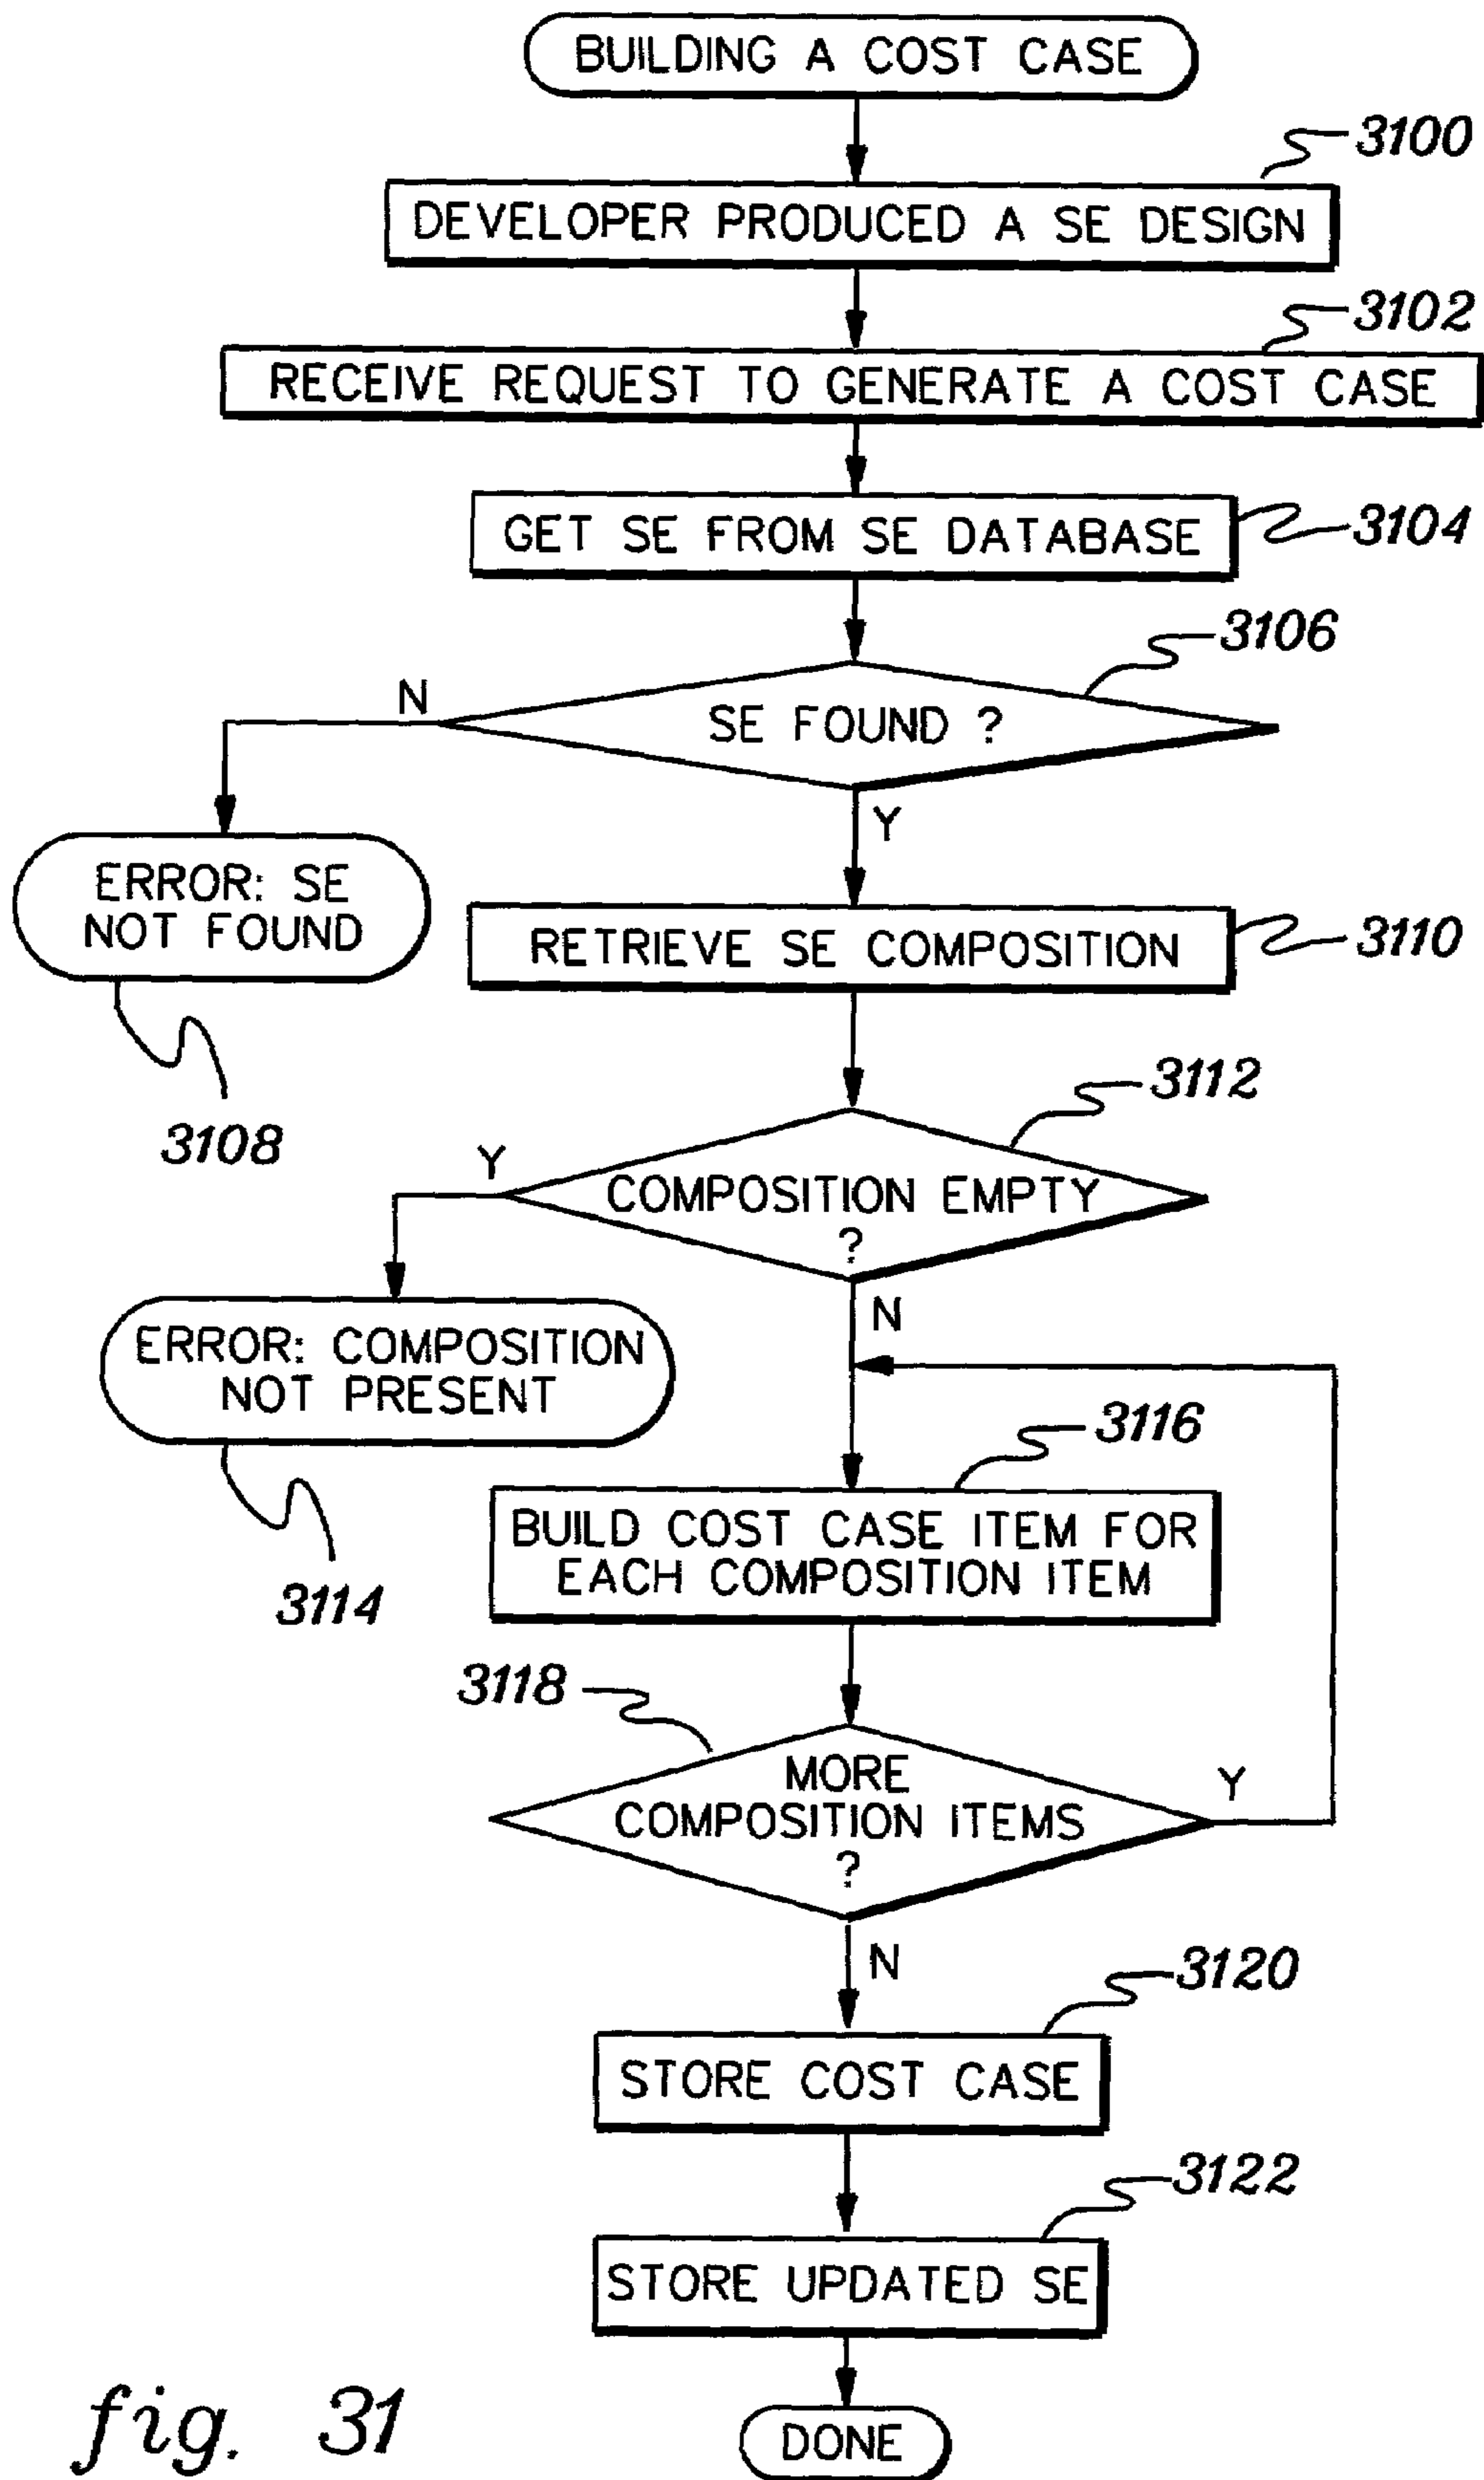 BUILDING A COST CASE
3100
DEVELOPER PRODUCED A SE DESIGN
3102
RECEIVE REQUEST TO GENERATE A COST CASE
GET SE FROM SE DATABASE
3104
3106
N
SE FOUND ?
Y
ERROR: SE
NOT FOUND
3108
RETRIEVE SE COMPOSITION
3110
3112
Y
COMPOSITION EMPTY
?
N
ERROR: COMPOSITION
NOT PRESENT
3114
3116
BUILD COST CASE ITEM FOR
EACH COMPOSITION ITEM
3118
MORE
COMPOSITION ITEMS
?
Y
N
3120
STORE COST CASE
3122
STORE UPDATED SE
DONE
fig. 31